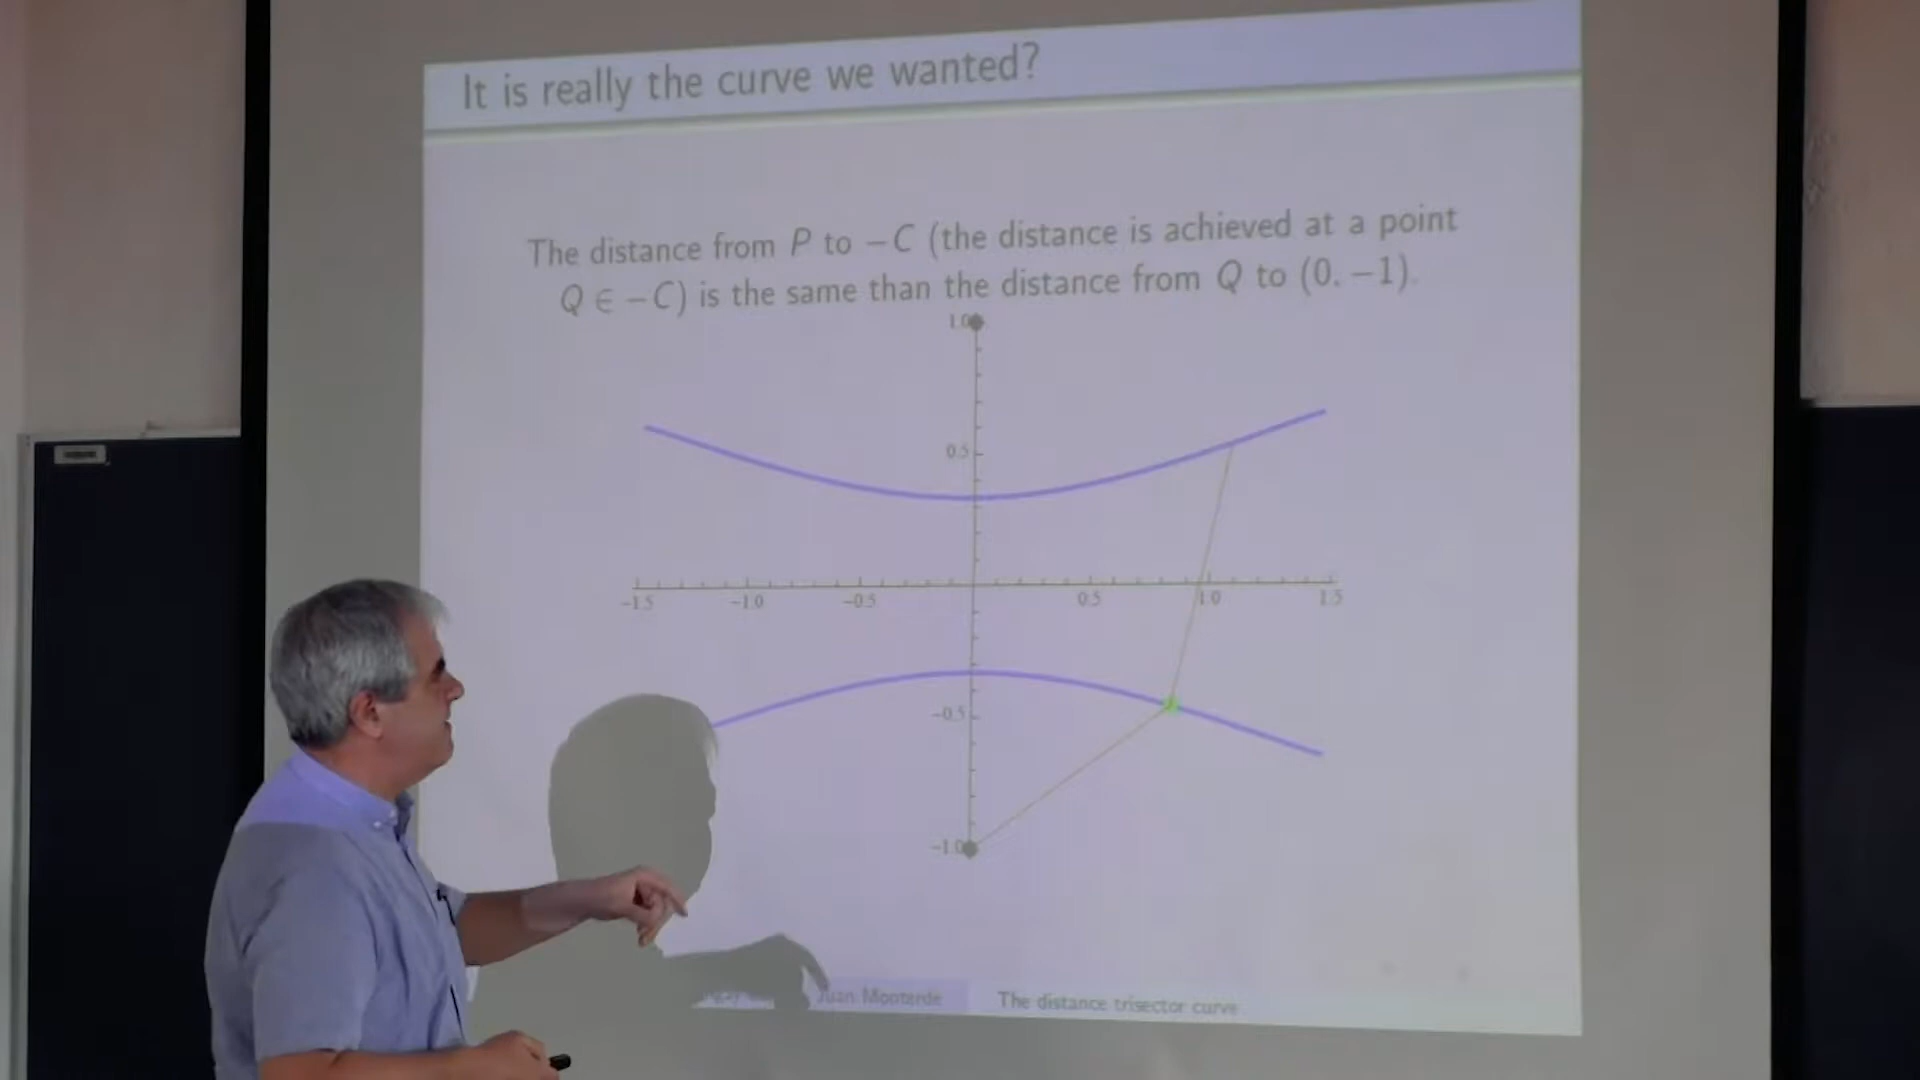 It is really the curve we wanted?
The distance from P to −C (the distance is achieved at a point
Q ∈ −C) is the same than the distance from Q to (0. −1).
1.0
0.5
−1.5 −1.0 −0.5 0.5 1.0 1.5
−0.5
−1.0
Juan Monterde The distance trisector curve